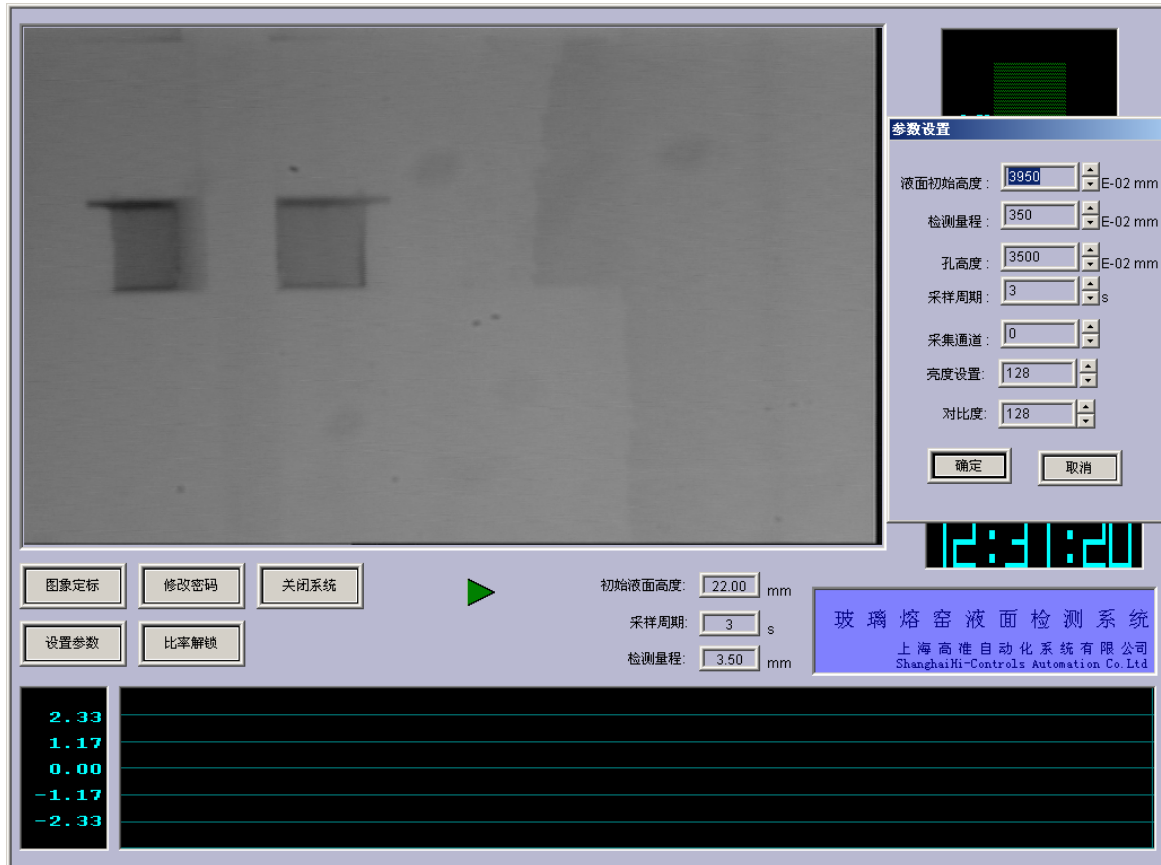 参数设置
液面初始高度: 3950 E-02 mm
检测量程: 350 E-02 mm
孔高度: 3500 E-02 mm
采样周期: 3 s
采集通道: 0
亮度设置: 128
对比度: 128
确定 取消
12:31:20
图象定标 修改密码 关闭系统
设置参数 比率解锁
初始液面高度: 22.00 mm
采样周期: 3 s
检测量程: 3.50 mm
玻璃熔窑液面检测系统
上海高准自动化系统有限公司
ShanghaiHi-Controls Automation Co.Ltd
2.33
1.17
0.00
-1.17
-2.33